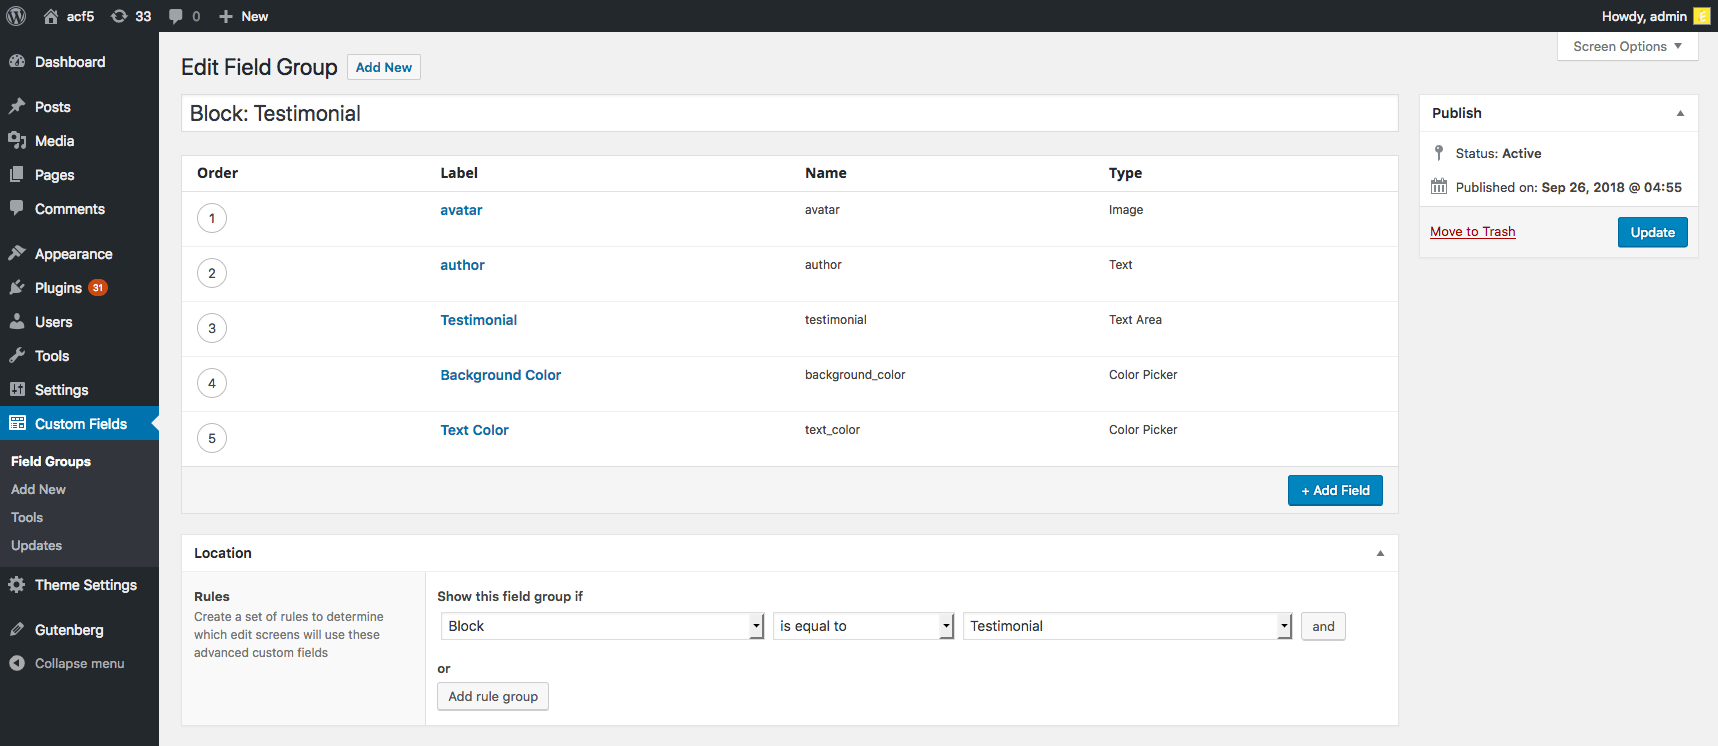 acf5 33 0 New Howdy, admin
Screen Options
Dashboard
Posts
Media
Pages
Comments
Appearance
Plugins 31
Users
Tools
Settings
Custom Fields
Field Groups
Add New
Tools
Updates
Theme Settings
Gutenberg
Collapse menu
Edit Field Group Add New
Block: Testimonial
Order Label Name Type
1 avatar avatar Image
2 author author Text
3 Testimonial testimonial Text Area
4 Background Color background_color Color Picker
5 Text Color text_color Color Picker
+ Add Field
Location
Rules
Create a set of rules to determine
which edit screens will use these
advanced custom fields
Show this field group if
Block is equal to Testimonial and
or
Add rule group
Publish
Status: Active
Published on: Sep 26, 2018 @ 04:55
Move to Trash Update